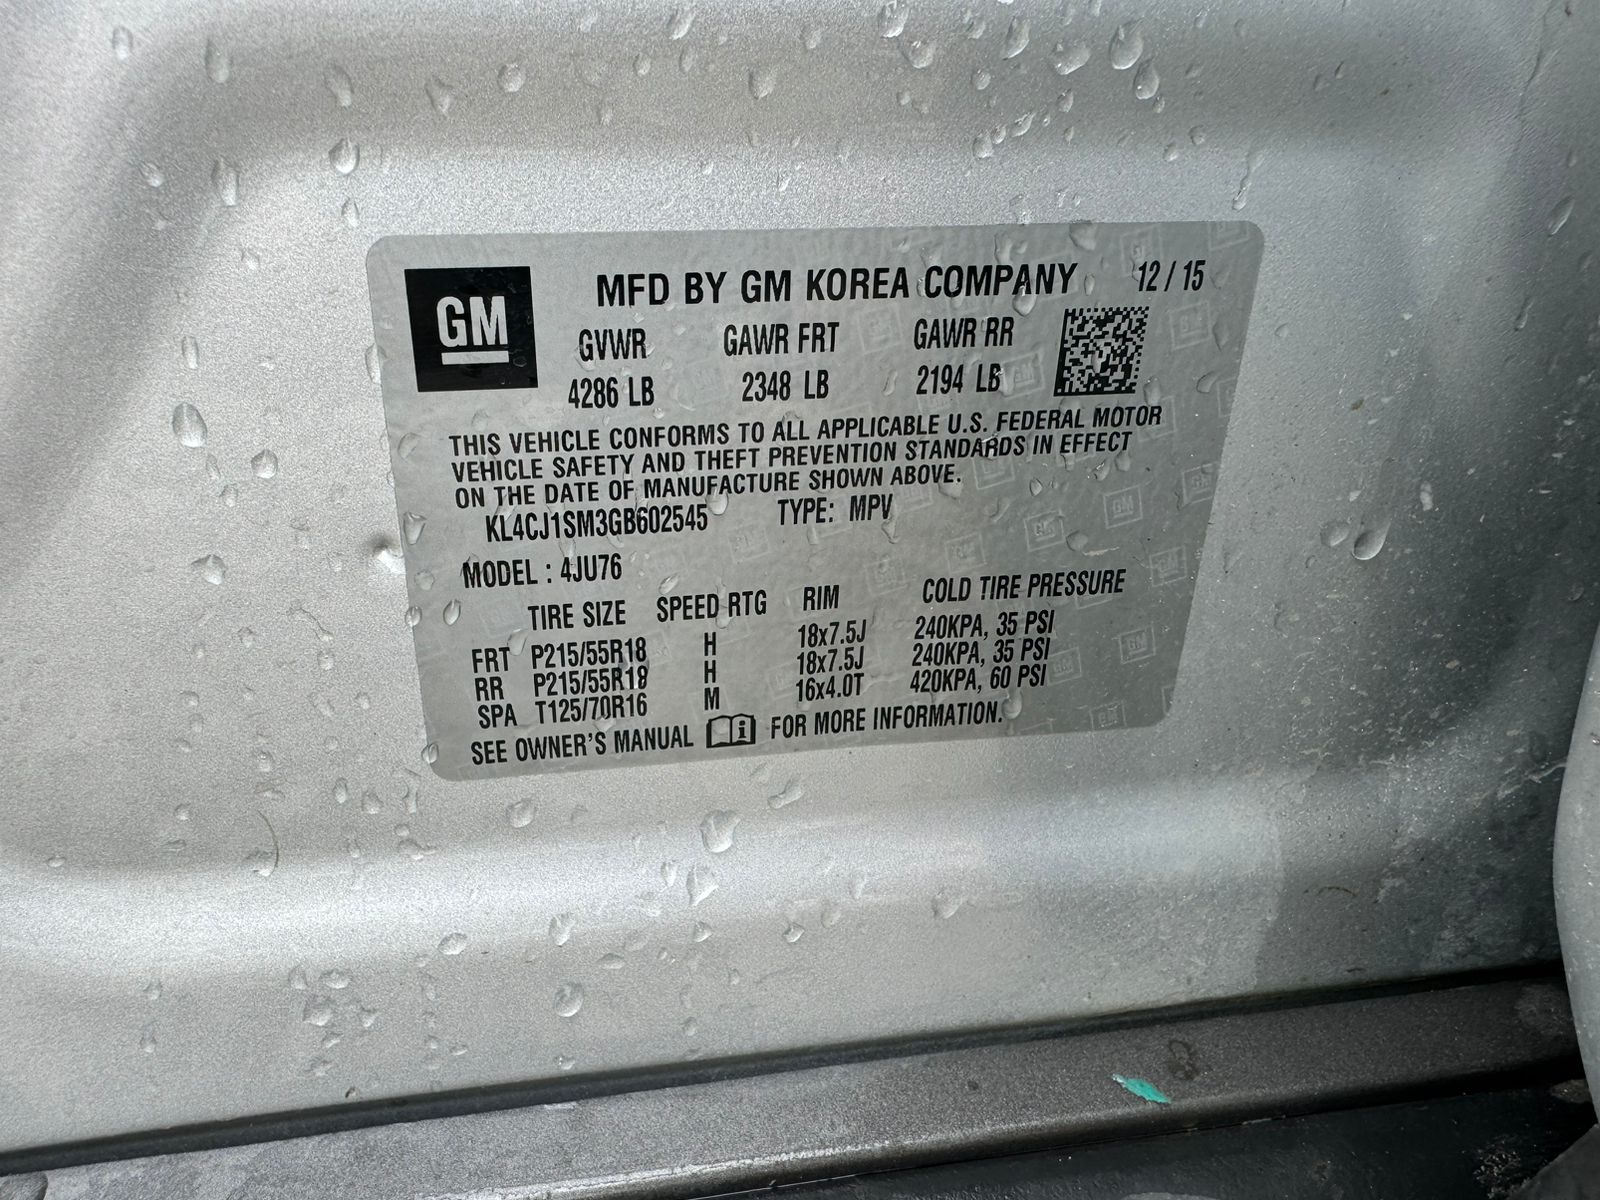 GM
MFD BY GM KOREA COMPANY 12 / 15
GVWR GAWR FRT GAWR RR
4286 LB 2348 LB 2194 LB
THIS VEHICLE CONFORMS TO ALL APPLICABLE U.S. FEDERAL MOTOR
VEHICLE SAFETY AND THEFT PREVENTION STANDARDS IN EFFECT
ON THE DATE OF MANUFACTURE SHOWN ABOVE.
KL4CJ1SM3GB602545 TYPE: MPV
MODEL : 4JU76
TIRE SIZE SPEED RTG RIM COLD TIRE PRESSURE
FRT P215/55R18 H 18x7.5J 240KPA, 35 PSI
RR P215/55R18 H 18x7.5J 240KPA, 35 PSI
SPA T125/70R16 M 16x4.0T 420KPA, 60 PSI
SEE OWNER'S MANUAL FOR MORE INFORMATION.